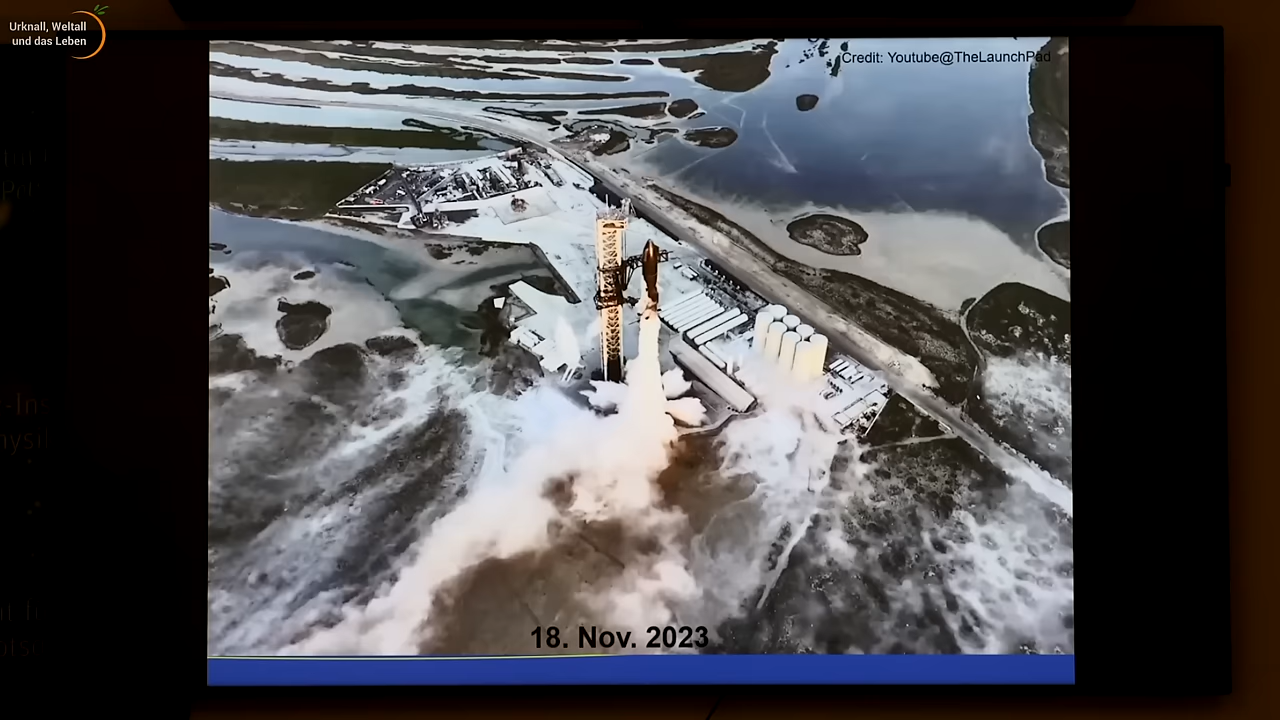 Urknall, Weltall
und das Leben
Credit: Youtube@TheLaunchPad
18. Nov. 2023